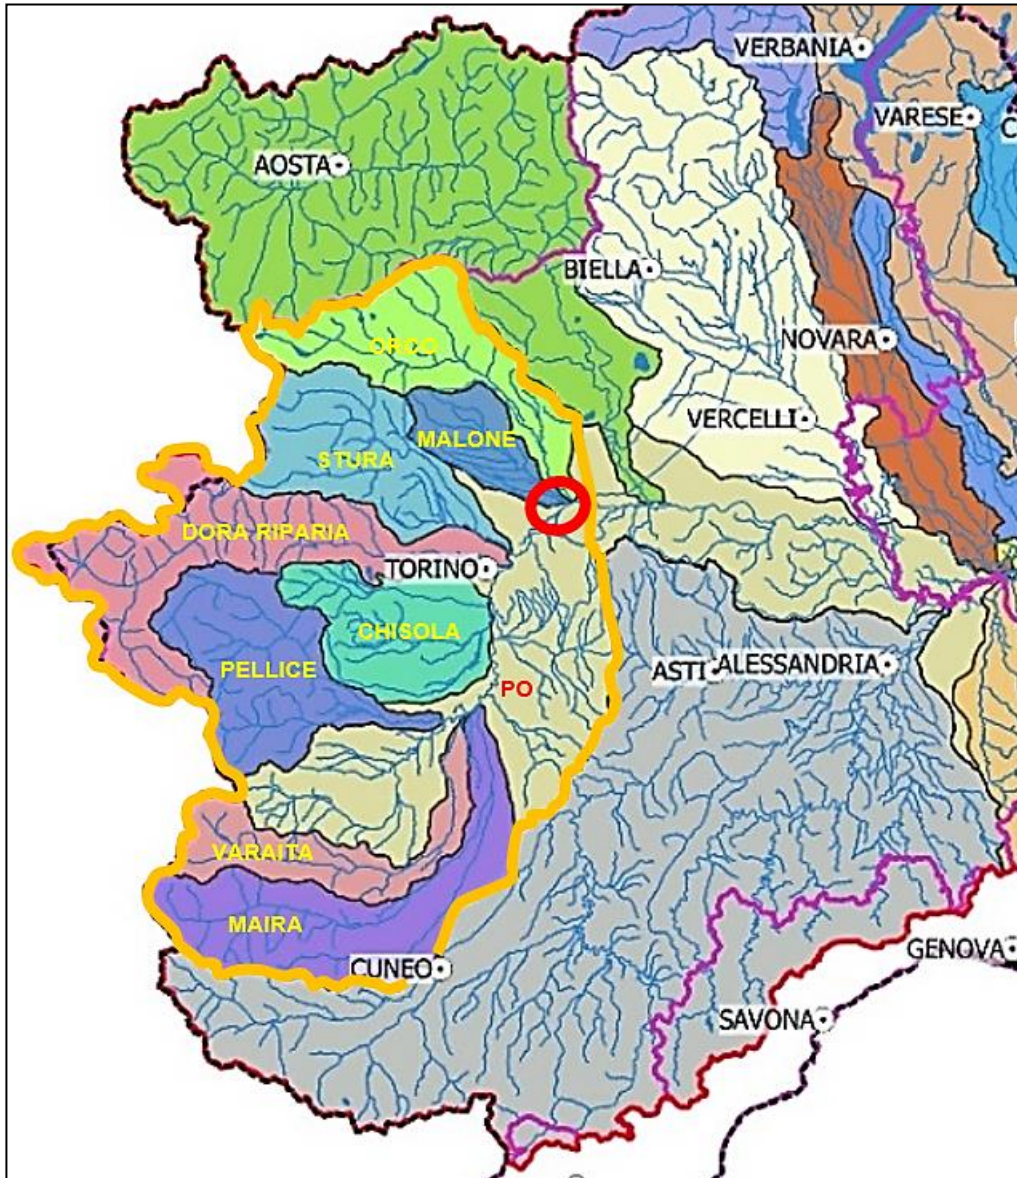 VERBANIA
VARESE
AOSTA
BIELLA
NOVARA
ORCO
VERCELLI
MALONE
STURA
DORA RIPARIA
TORINO
CHISOLA
PELLICE
ASTI
ALESSANDRIA
PO
VARAITA
MAIRA
CUNEO
GENOVA
SAVONA